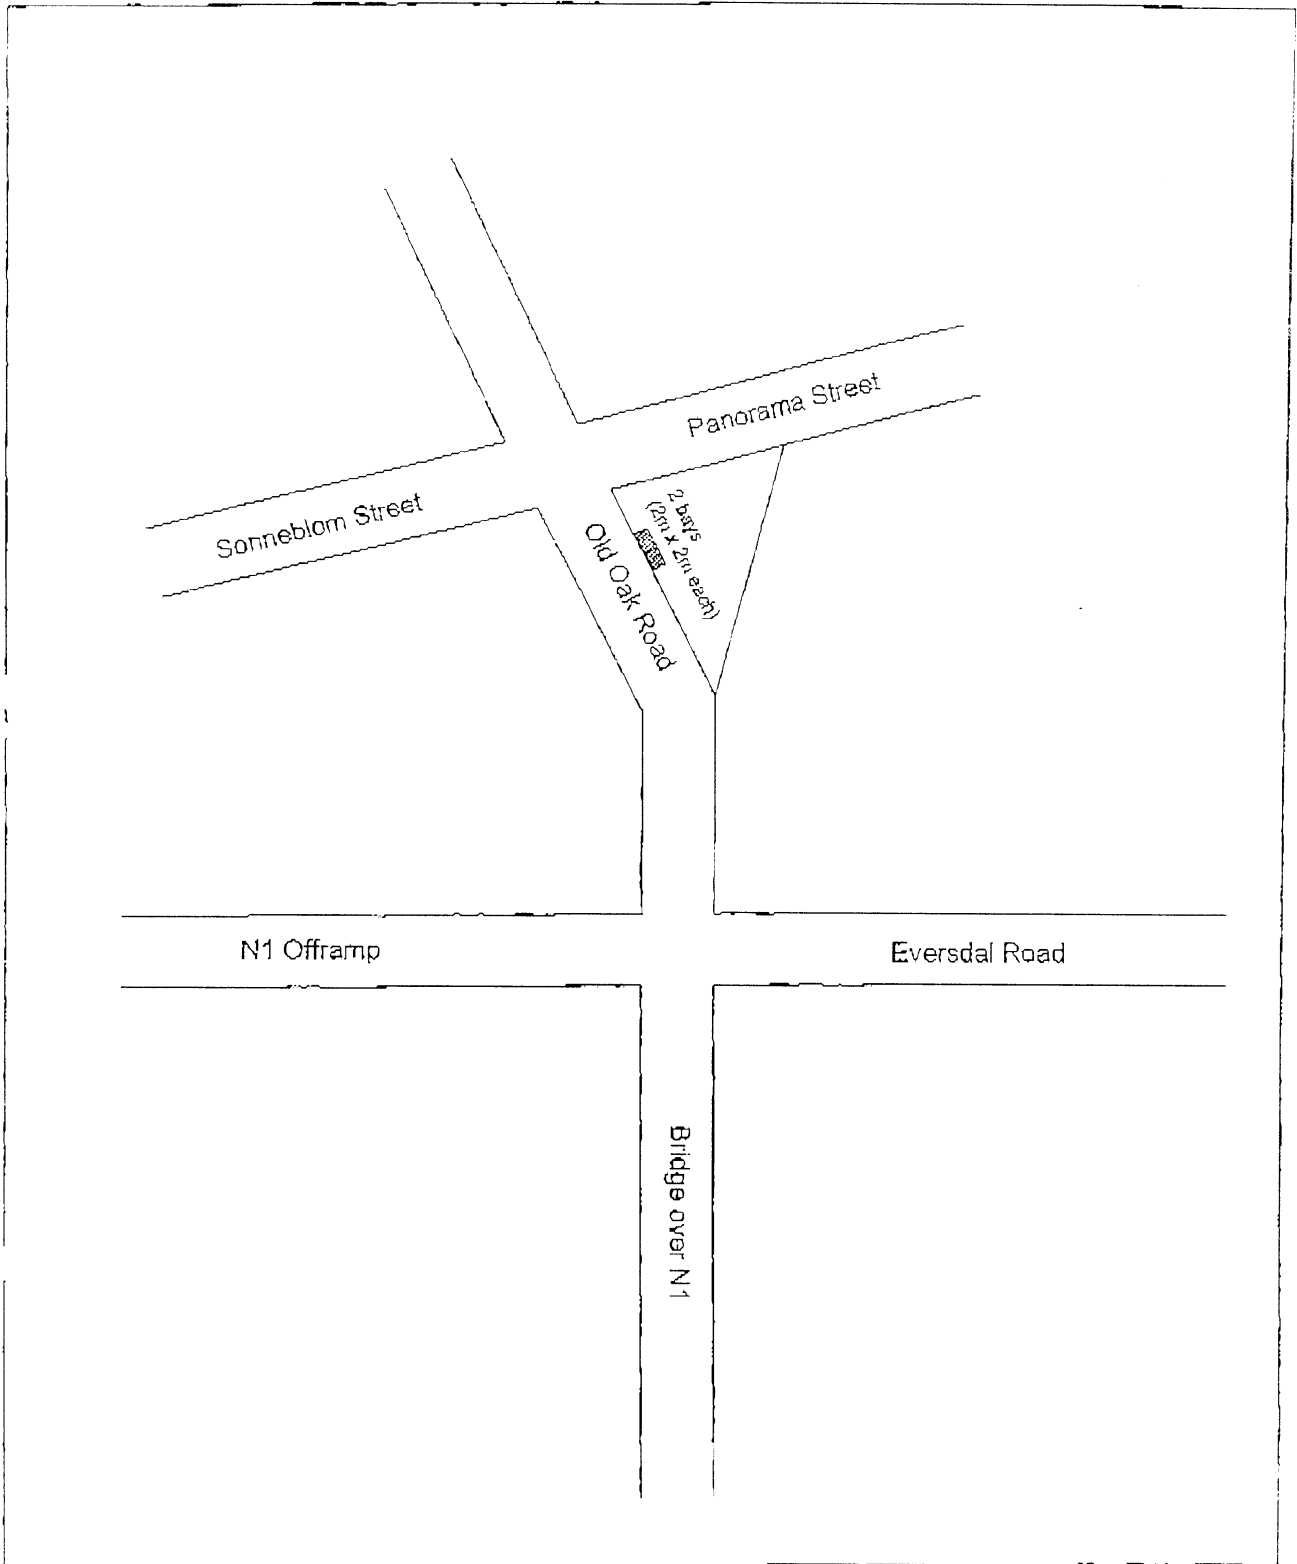 Panorama Street
Sonneblom Street
2 bays
(2m x 2m each)
Old Oak Road
N1 Offramp
Eversdal Road
Bridge over N1